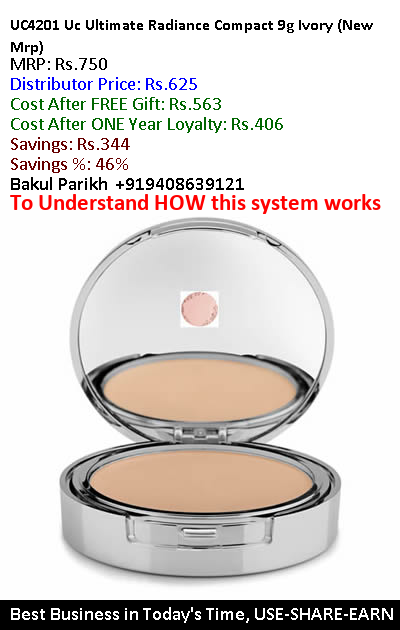 UC4201 Uc Ultimate Radiance Compact 9g Ivory (New
Mrp)
MRP: Rs.750
Distributor Price: Rs.625
Cost After FREE Gift: Rs.563
Cost After ONE Year Loyalty: Rs.406
Savings: Rs.344
Savings %: 46%
Bakul Parikh +919408639121
To Understand HOW this system works
Best Business in Today's Time, USE-SHARE-EARN